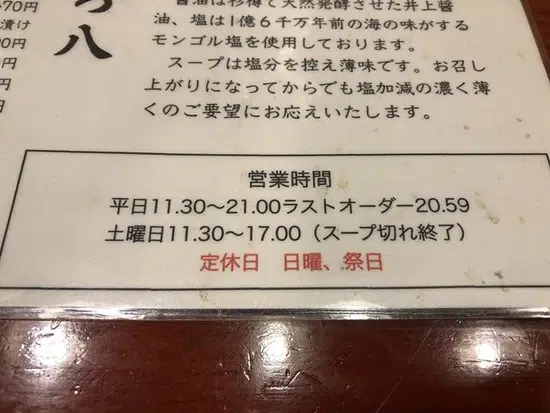 醤油は杉樽で天然発酵させた井上醤
油、塩は1億6千万年前の海の味がする
モンゴル塩を使用しております。
スープは塩分を控え薄味です。お召し
上がりになってからでも塩加減の濃く薄
くのご要望にお応えいたします。
670円
漬け
00円
円
円
円
八
営業時間
平日11.30〜21.00ラストオーダー20.59
土曜日11.30〜17.00（スープ切れ終了）
定休日　日曜、祭日